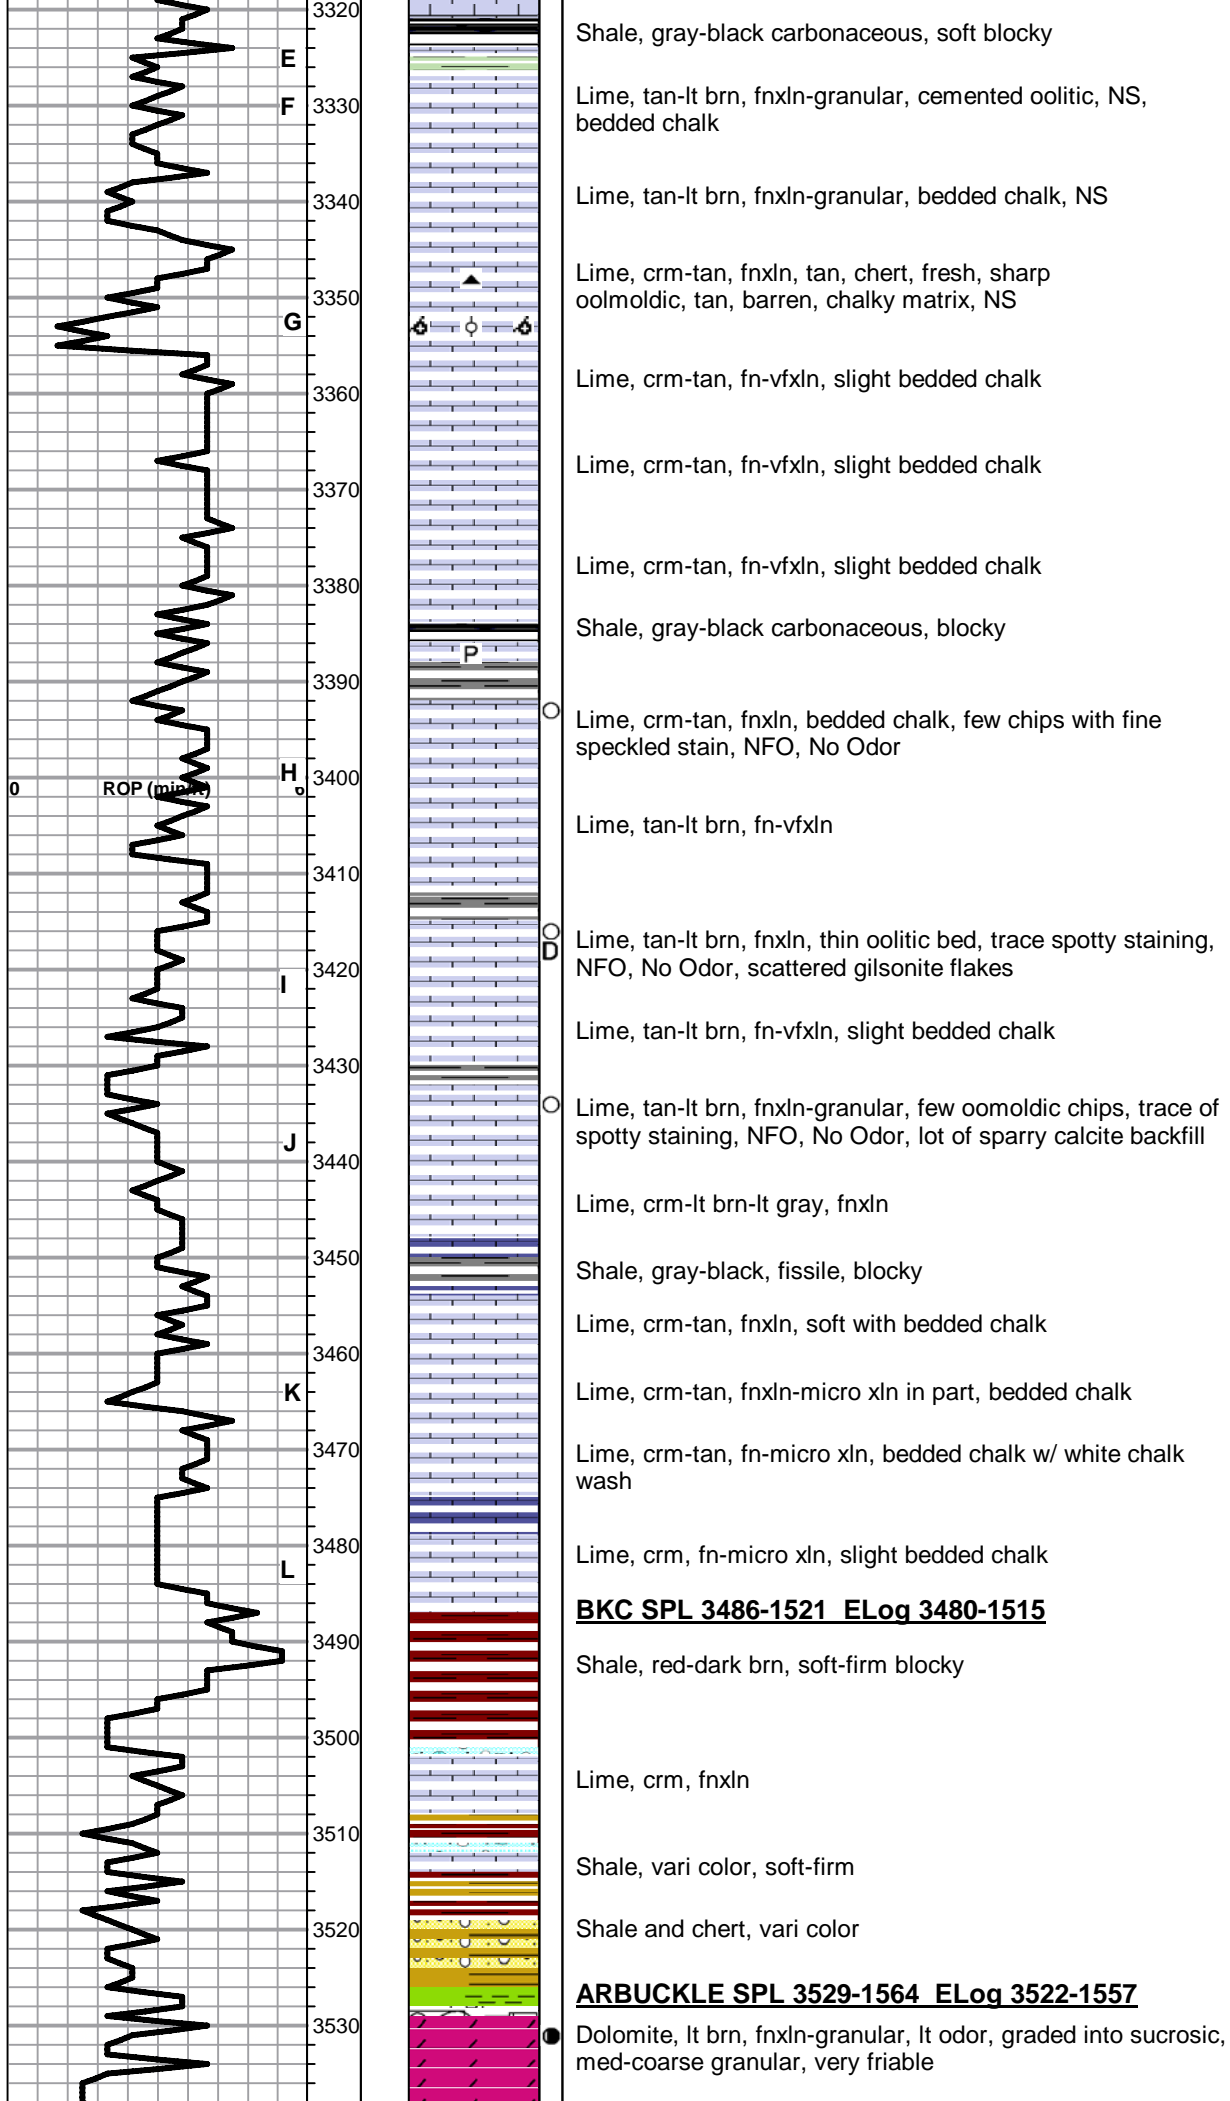 3320
Shale, gray-black carbonaceous, soft blocky
E
F
3330
Lime, tan-lt brn, fnxln-granular, cemented oolitic, NS,
bedded chalk
3340
Lime, tan-lt brn, fnxln-granular, bedded chalk, NS
Lime, crm-tan, fnxln, tan, chert, fresh, sharp
oolmoldic, tan, barren, chalky matrix, NS
3350
G
Lime, crm-tan, fn-vfxln, slight bedded chalk
3360
Lime, crm-tan, fn-vfxln, slight bedded chalk
3370
Lime, crm-tan, fn-vfxln, slight bedded chalk
3380
Shale, gray-black carbonaceous, blocky
P
3390
Lime, crm-tan, fnxln, bedded chalk, few chips with fine
speckled stain, NFO, No Odor
H
3400
0 ROP (min/ft) 6
Lime, tan-lt brn, fn-vfxln
3410
D
Lime, tan-lt brn, fnxln, thin oolitic bed, trace spotty staining,
NFO, No Odor, scattered gilsonite flakes
3420
I
Lime, tan-lt brn, fn-vfxln, slight bedded chalk
3430
Lime, tan-lt brn, fnxln-granular, few oomoldic chips, trace of
spotty staining, NFO, No Odor, lot of sparry calcite backfill
J
3440
Lime, crm-lt brn-lt gray, fnxln
3450
Shale, gray-black, fissile, blocky
Lime, crm-tan, fnxln, soft with bedded chalk
3460
K
Lime, crm-tan, fnxln-micro xln in part, bedded chalk
3470
Lime, crm-tan, fn-micro xln, bedded chalk w/ white chalk
wash
3480
Lime, crm, fn-micro xln, slight bedded chalk
L
BKC SPL 3486-1521 ELog 3480-1515
3490
Shale, red-dark brn, soft-firm blocky
3500
Lime, crm, fnxln
3510
Shale, vari color, soft-firm
3520
Shale and chert, vari color
ARBUCKLE SPL 3529-1564 ELog 3522-1557
3530
Dolomite, lt brn, fnxln-granular, lt odor, graded into sucrosic,
med-coarse granular, very friable